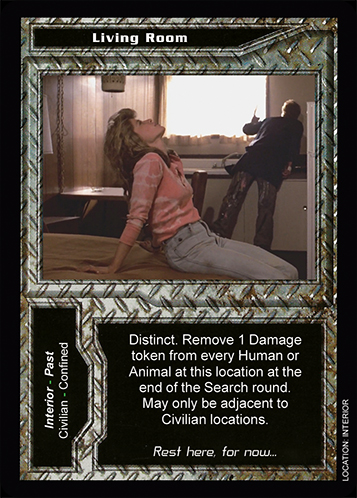 Living Room
Interior - Past
Civilian - Confined
Distinct. Remove 1 Damage
token from every Human or
Animal at this location at the
end of the Search round.
May only be adjacent to
Civilian locations.
Rest here, for now...
LOCATION: INTERIOR